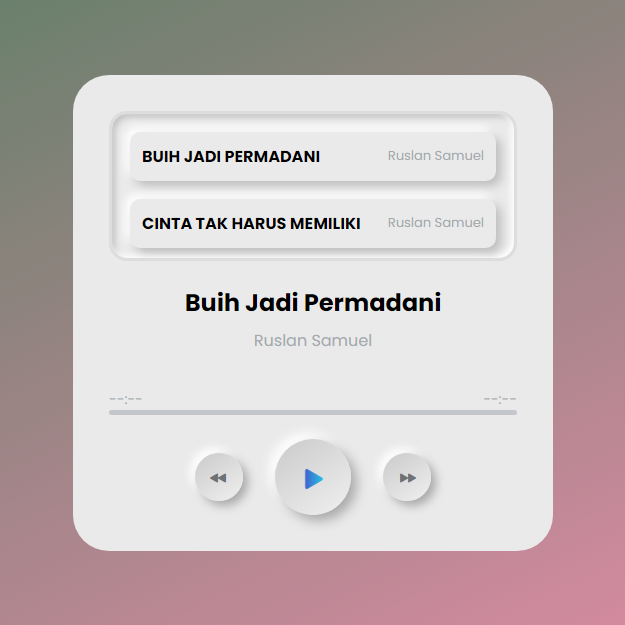 BUIH JADI PERMADANI Ruslan Samuel
CINTA TAK HARUS MEMILIKI Ruslan Samuel
Buih Jadi Permadani
Ruslan Samuel
--:-- --:--